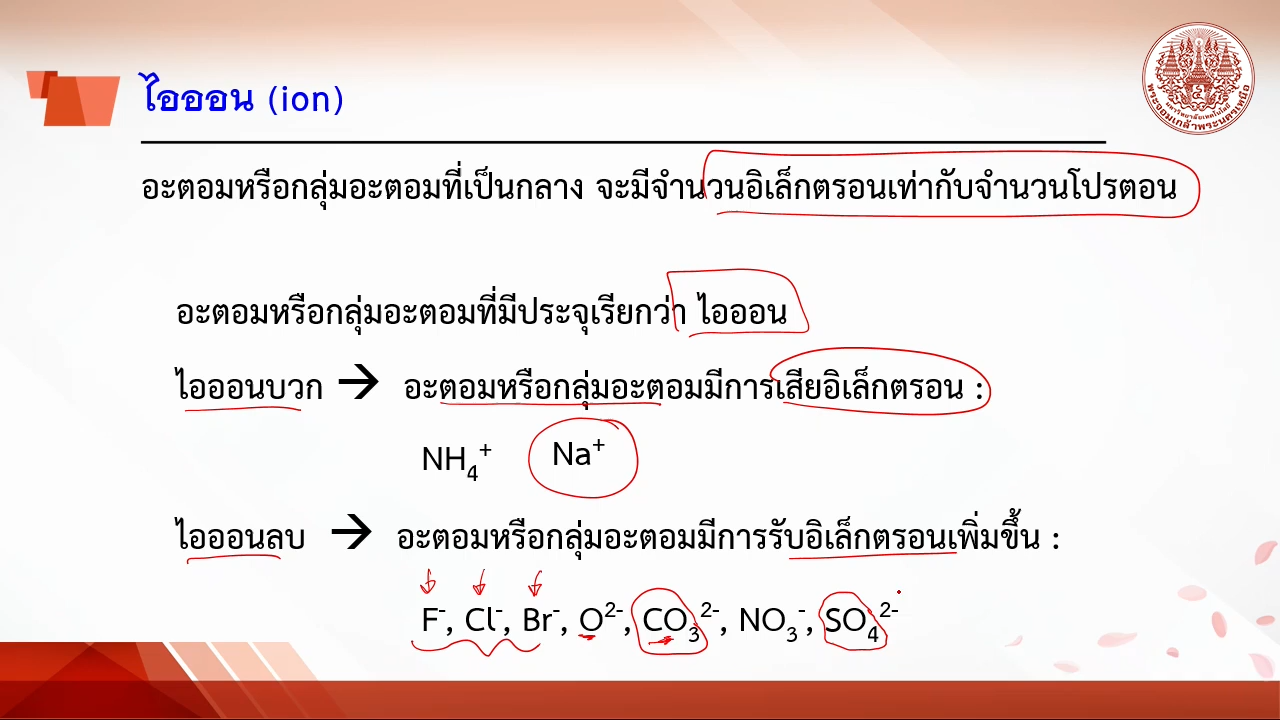 ไอออน (ion)
อะตอมหรือกลุ่มอะตอมที่เป็นกลาง จะมีจำนวนอิเล็กตรอนเท่ากับจำนวนโปรตอน
อะตอมหรือกลุ่มอะตอมที่มีประจุเรียกว่า ไอออน
ไอออนบวก → อะตอมหรือกลุ่มอะตอมมีการเสียอิเล็กตรอน :
NH₄⁺ Na⁺
ไอออนลบ → อะตอมหรือกลุ่มอะตอมมีการรับอิเล็กตรอนเพิ่มขึ้น :
F⁻, Cl⁻, Br⁻, O²⁻, CO₃²⁻, NO₃⁻, SO₄²⁻